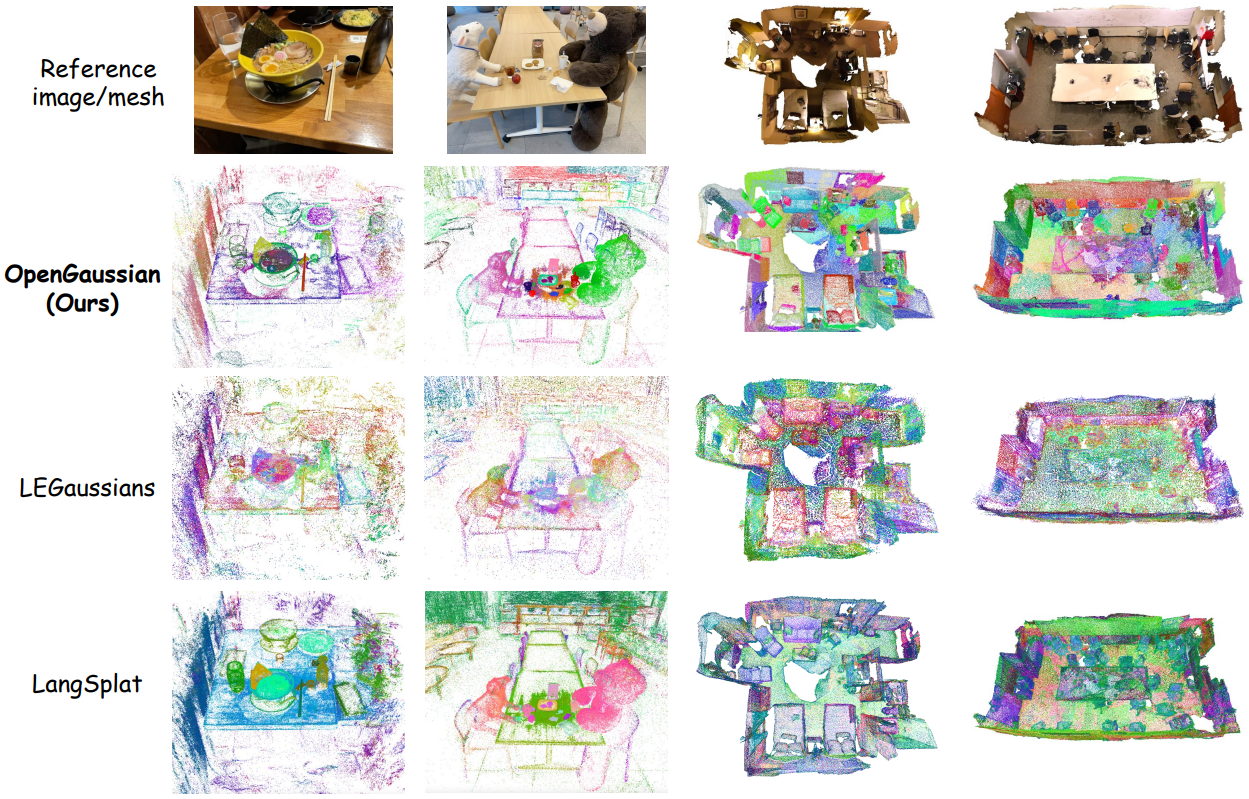 Reference
image/mesh
OpenGaussian
(Ours)
LEGaussians
LangSplat